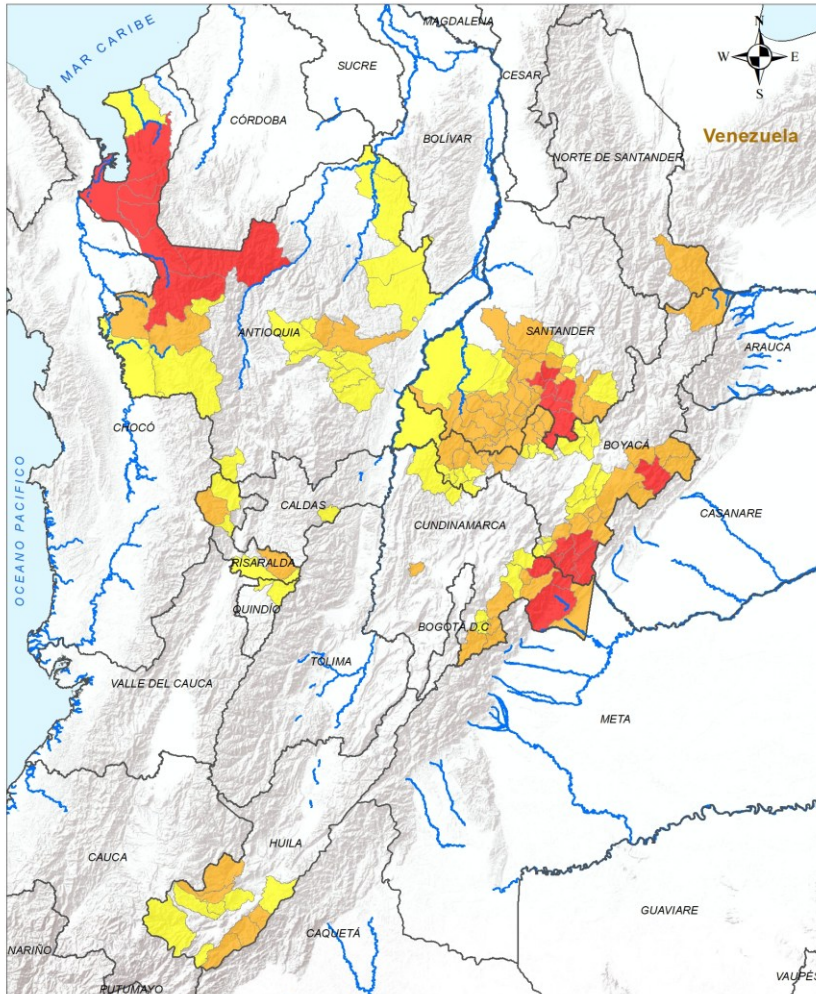 MAGDALENA
N
W
E
S
MAR CARIBE
SUCRE
CESAR
CÓRDOBA
BOLÍVAR
Venezuela
NORTE DE SANTANDER
ANTIOQUIA
SANTANDER
ARAUCA
CHOCÓ
BOYACÁ
OCEANO PACIFICO
CALDAS
CASANARE
CUNDINAMARCA
RISARALDA
QUINDÍO
BOGOTÁ, D.C
TOLIMA
VALLE DEL CAUCA
META
CAUCA
HUILA
GUAVIARE
CAQUETÁ
NARIÑO
VAUPÉS
PUTUMAYO